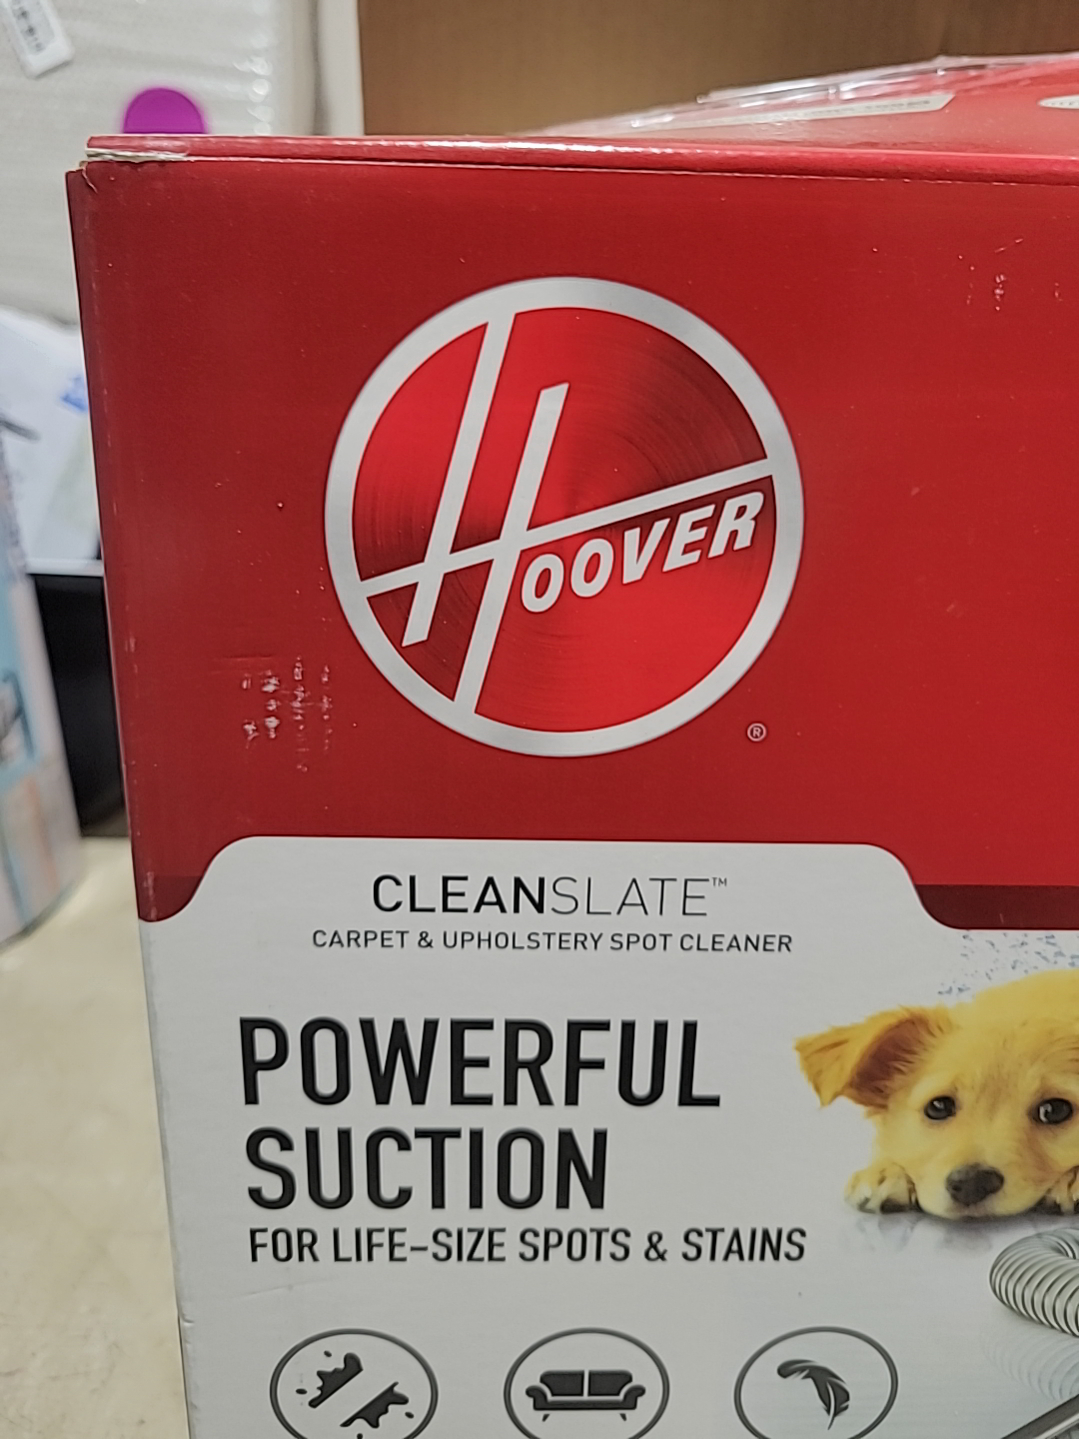 HOOVER
®
CLEANSLATE™
CARPET & UPHOLSTERY SPOT CLEANER
POWERFUL
SUCTION
FOR LIFE-SIZE SPOTS & STAINS